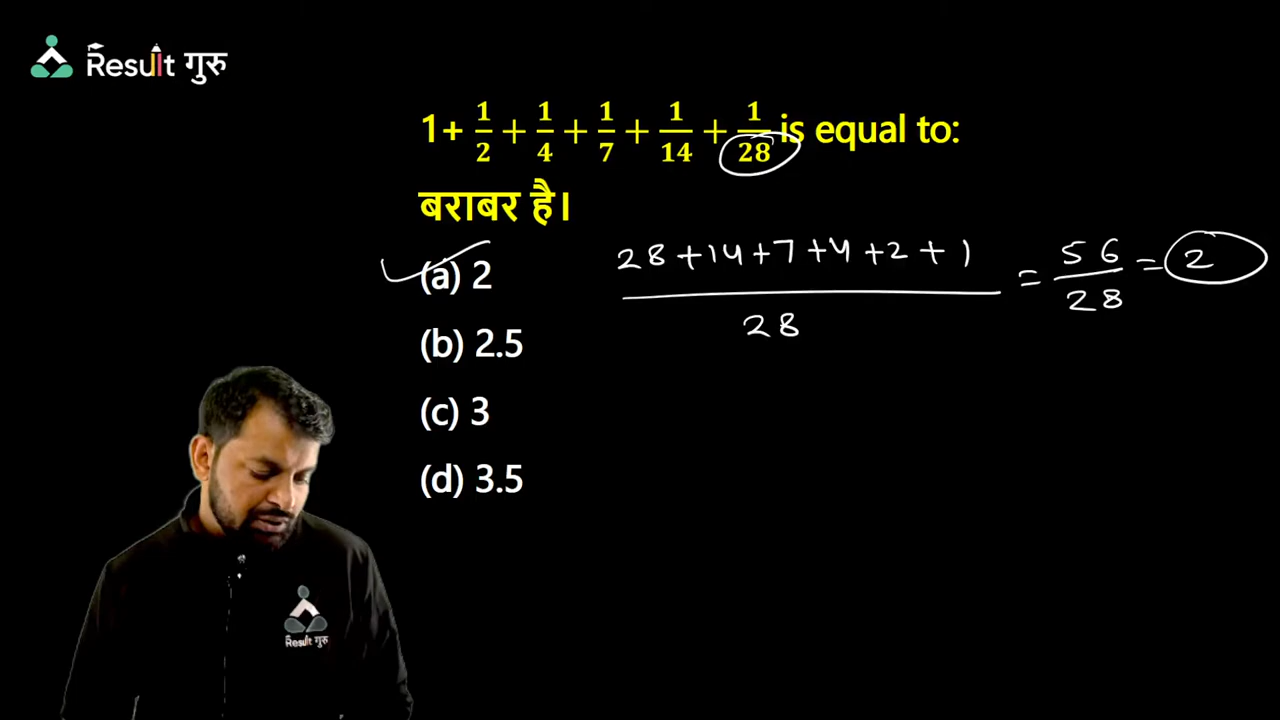 Result गुरु
1+ 1/2 + 1/4 + 1/7 + 1/14 + 1/28 is equal to:
बराबर है।
(a) 2
28+14+7+4+2+1/28 = 56/28 = 2
(b) 2.5
(c) 3
(d) 3.5
Result गुरु